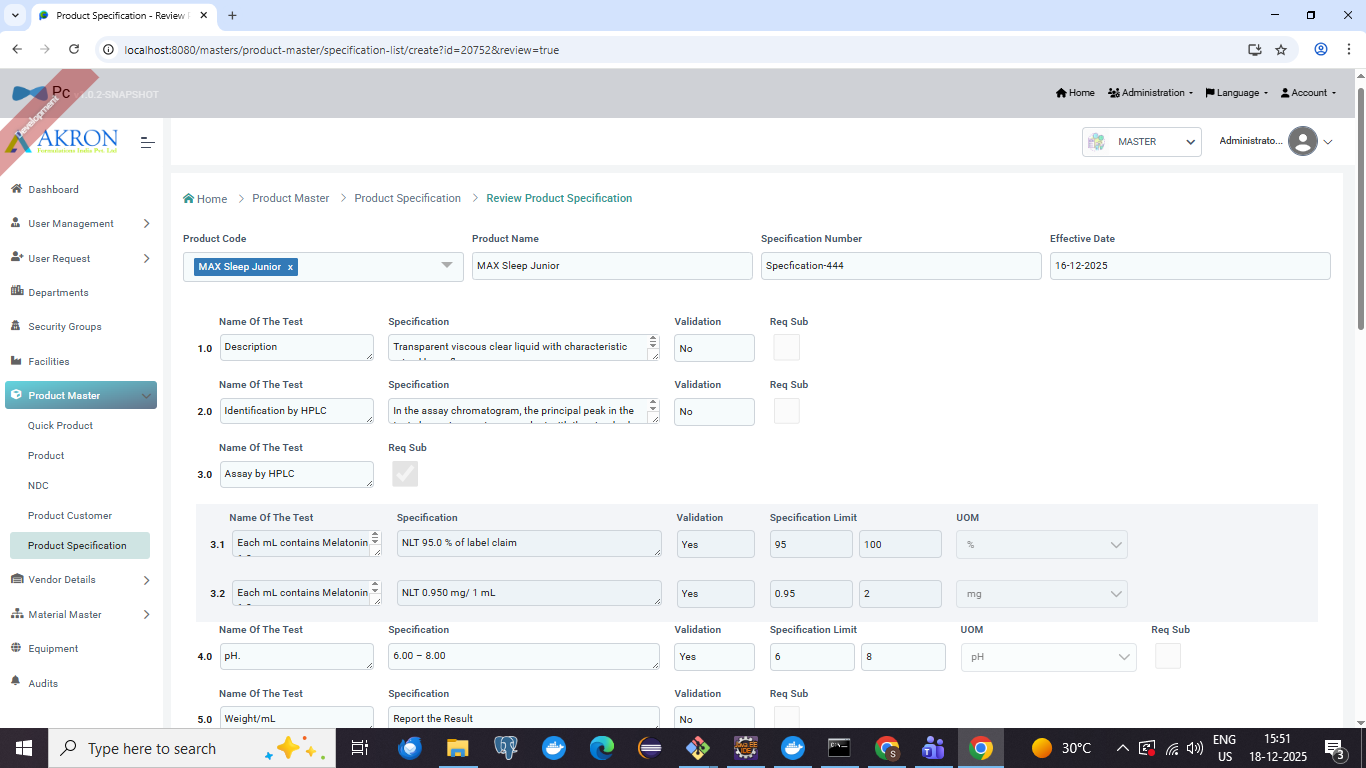 Product Specification - Review
localhost:8080/masters/product-master/specification-list/create?id=20752&review=true
Development
Pc v1.0.2-SNAPSHOT
Home Administration Language Account
AKRON
Formulations India Pvt Ltd
MASTER Administrato...
Dashboard
User Management
User Request
Departments
Security Groups
Facilities
Product Master
Quick Product
Product
NDC
Product Customer
Product Specification
Vendor Details
Material Master
Equipment
Audits
Home > Product Master > Product Specification > Review Product Specification
Product Code Product Name Specification Number Effective Date
MAX Sleep Junior x MAX Sleep Junior Specfication-444 16-12-2025
Name Of The Test Specification Validation Req Sub
1.0 Description Transparent viscous clear liquid with characteristic No
Name Of The Test Specification Validation Req Sub
2.0 Identification by HPLC In the assay chromatogram, the principal peak in the No
Name Of The Test Req Sub
3.0 Assay by HPLC
Name Of The Test Specification Validation Specification Limit UOM
3.1 Each mL contains Melatonin NLT 95.0 % of label claim Yes 95 100 %
3.2 Each mL contains Melatonin NLT 0.950 mg/ 1 mL Yes 0.95 2 mg
Name Of The Test Specification Validation Specification Limit UOM Req Sub
4.0 pH. 6.00 – 8.00 Yes 6 8 pH
Name Of The Test Specification Validation Req Sub
5.0 Weight/mL Report the Result No
Type here to search
30°C
ENG
US
15:51
18-12-2025
3